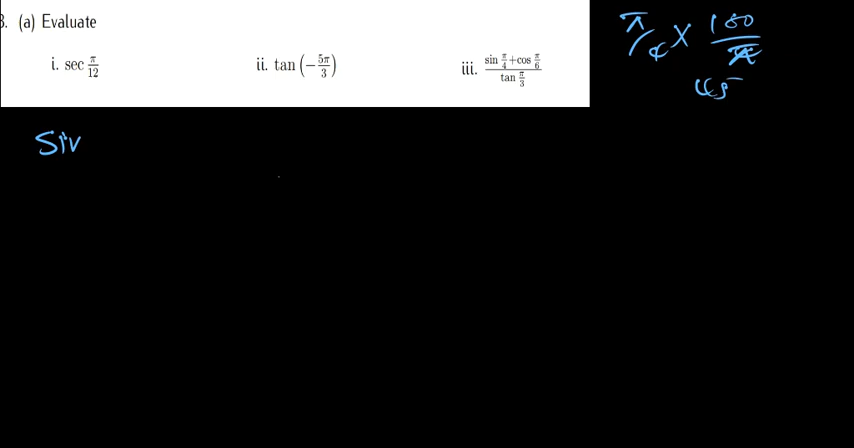 3. (a) Evaluate
i. sec π/12
ii. tan (−5π/3)
iii. (sin π/4 + cos π/6) / tan π/3
π/4 × 180/π
45
Sin